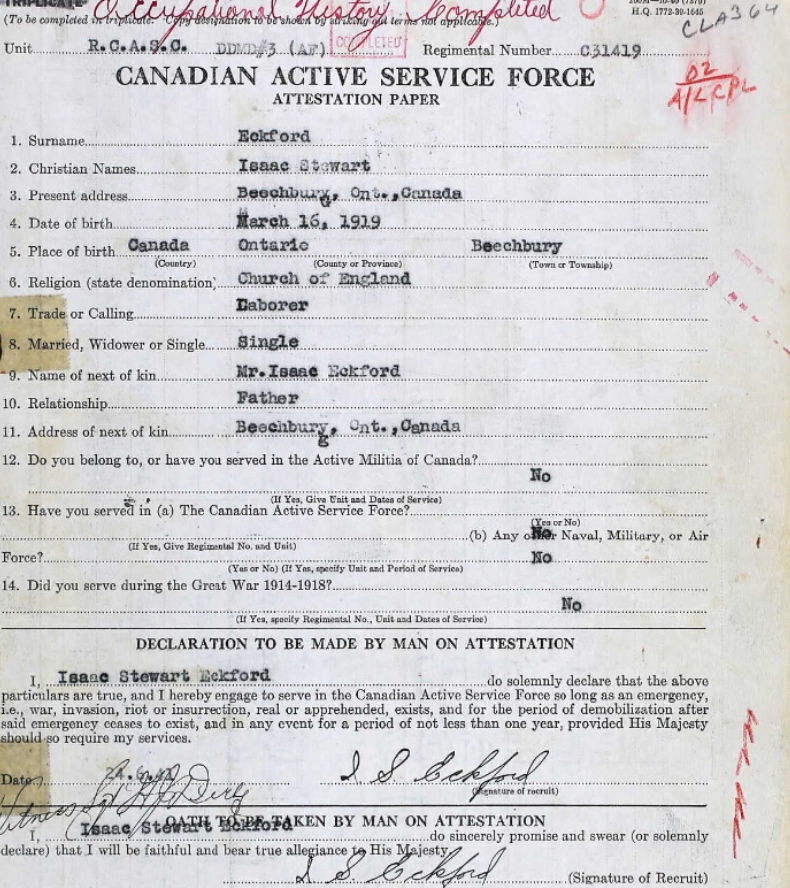 TRIPLICATE Occupational History Completed
(To be completed in triplicate. Copy designation to be shown by striking out terms not applicable.)
H.Q. 1772-39-1645
CLA364
Unit R.C.A.S.C. DDMD#3 (AF) COMPLETED Regimental Number C31419
D2
A/L CPL
CANADIAN ACTIVE SERVICE FORCE
ATTESTATION PAPER
1. Surname Eckford
2. Christian Names Isaac Stewart
3. Present address Beechburg, Ont.,Canada
4. Date of birth March 16, 1919
5. Place of birth Canada Ontario Beechbury
(Country) (County or Province) (Town or Township)
6. Religion (state denomination) Church of England
7. Trade or Calling Laborer
8. Married, Widower or Single Single
9. Name of next of kin Mr.Isaac Eckford
10. Relationship Father
11. Address of next of kin Beechburg, Ont.,Canada
12. Do you belong to, or have you served in the Active Militia of Canada?
No
(If Yes, Give Unit and Dates of Service)
13. Have you served in (a) The Canadian Active Service Force?
(Yes or No)
No
(b) Any other Naval, Military, or Air
(If Yes, Give Regimental No. and Unit)
Force? No
(Yes or No) (If Yes, specify Unit and Period of Service)
14. Did you serve during the Great War 1914-1918?
No
(If Yes, specify Regimental No., Unit and Dates of Service)
DECLARATION TO BE MADE BY MAN ON ATTESTATION
I, Isaac Stewart Eckford do solemnly declare that the above
particulars are true, and I hereby engage to serve in the Canadian Active Service Force so long as an emergency,
i.e., war, invasion, riot or insurrection, real or apprehended, exists, and for the period of demobilization after
said emergency ceases to exist, and in any event for a period of not less than one year, provided His Majesty
should so require my services.
Date I S Eckford
(Signature of recruit)
Witness
OATH TO BE TAKEN BY MAN ON ATTESTATION
I, Isaac Stewart Eckford do sincerely promise and swear (or solemnly
declare) that I will be faithful and bear true allegiance to His Majesty
I S Eckford (Signature of Recruit)